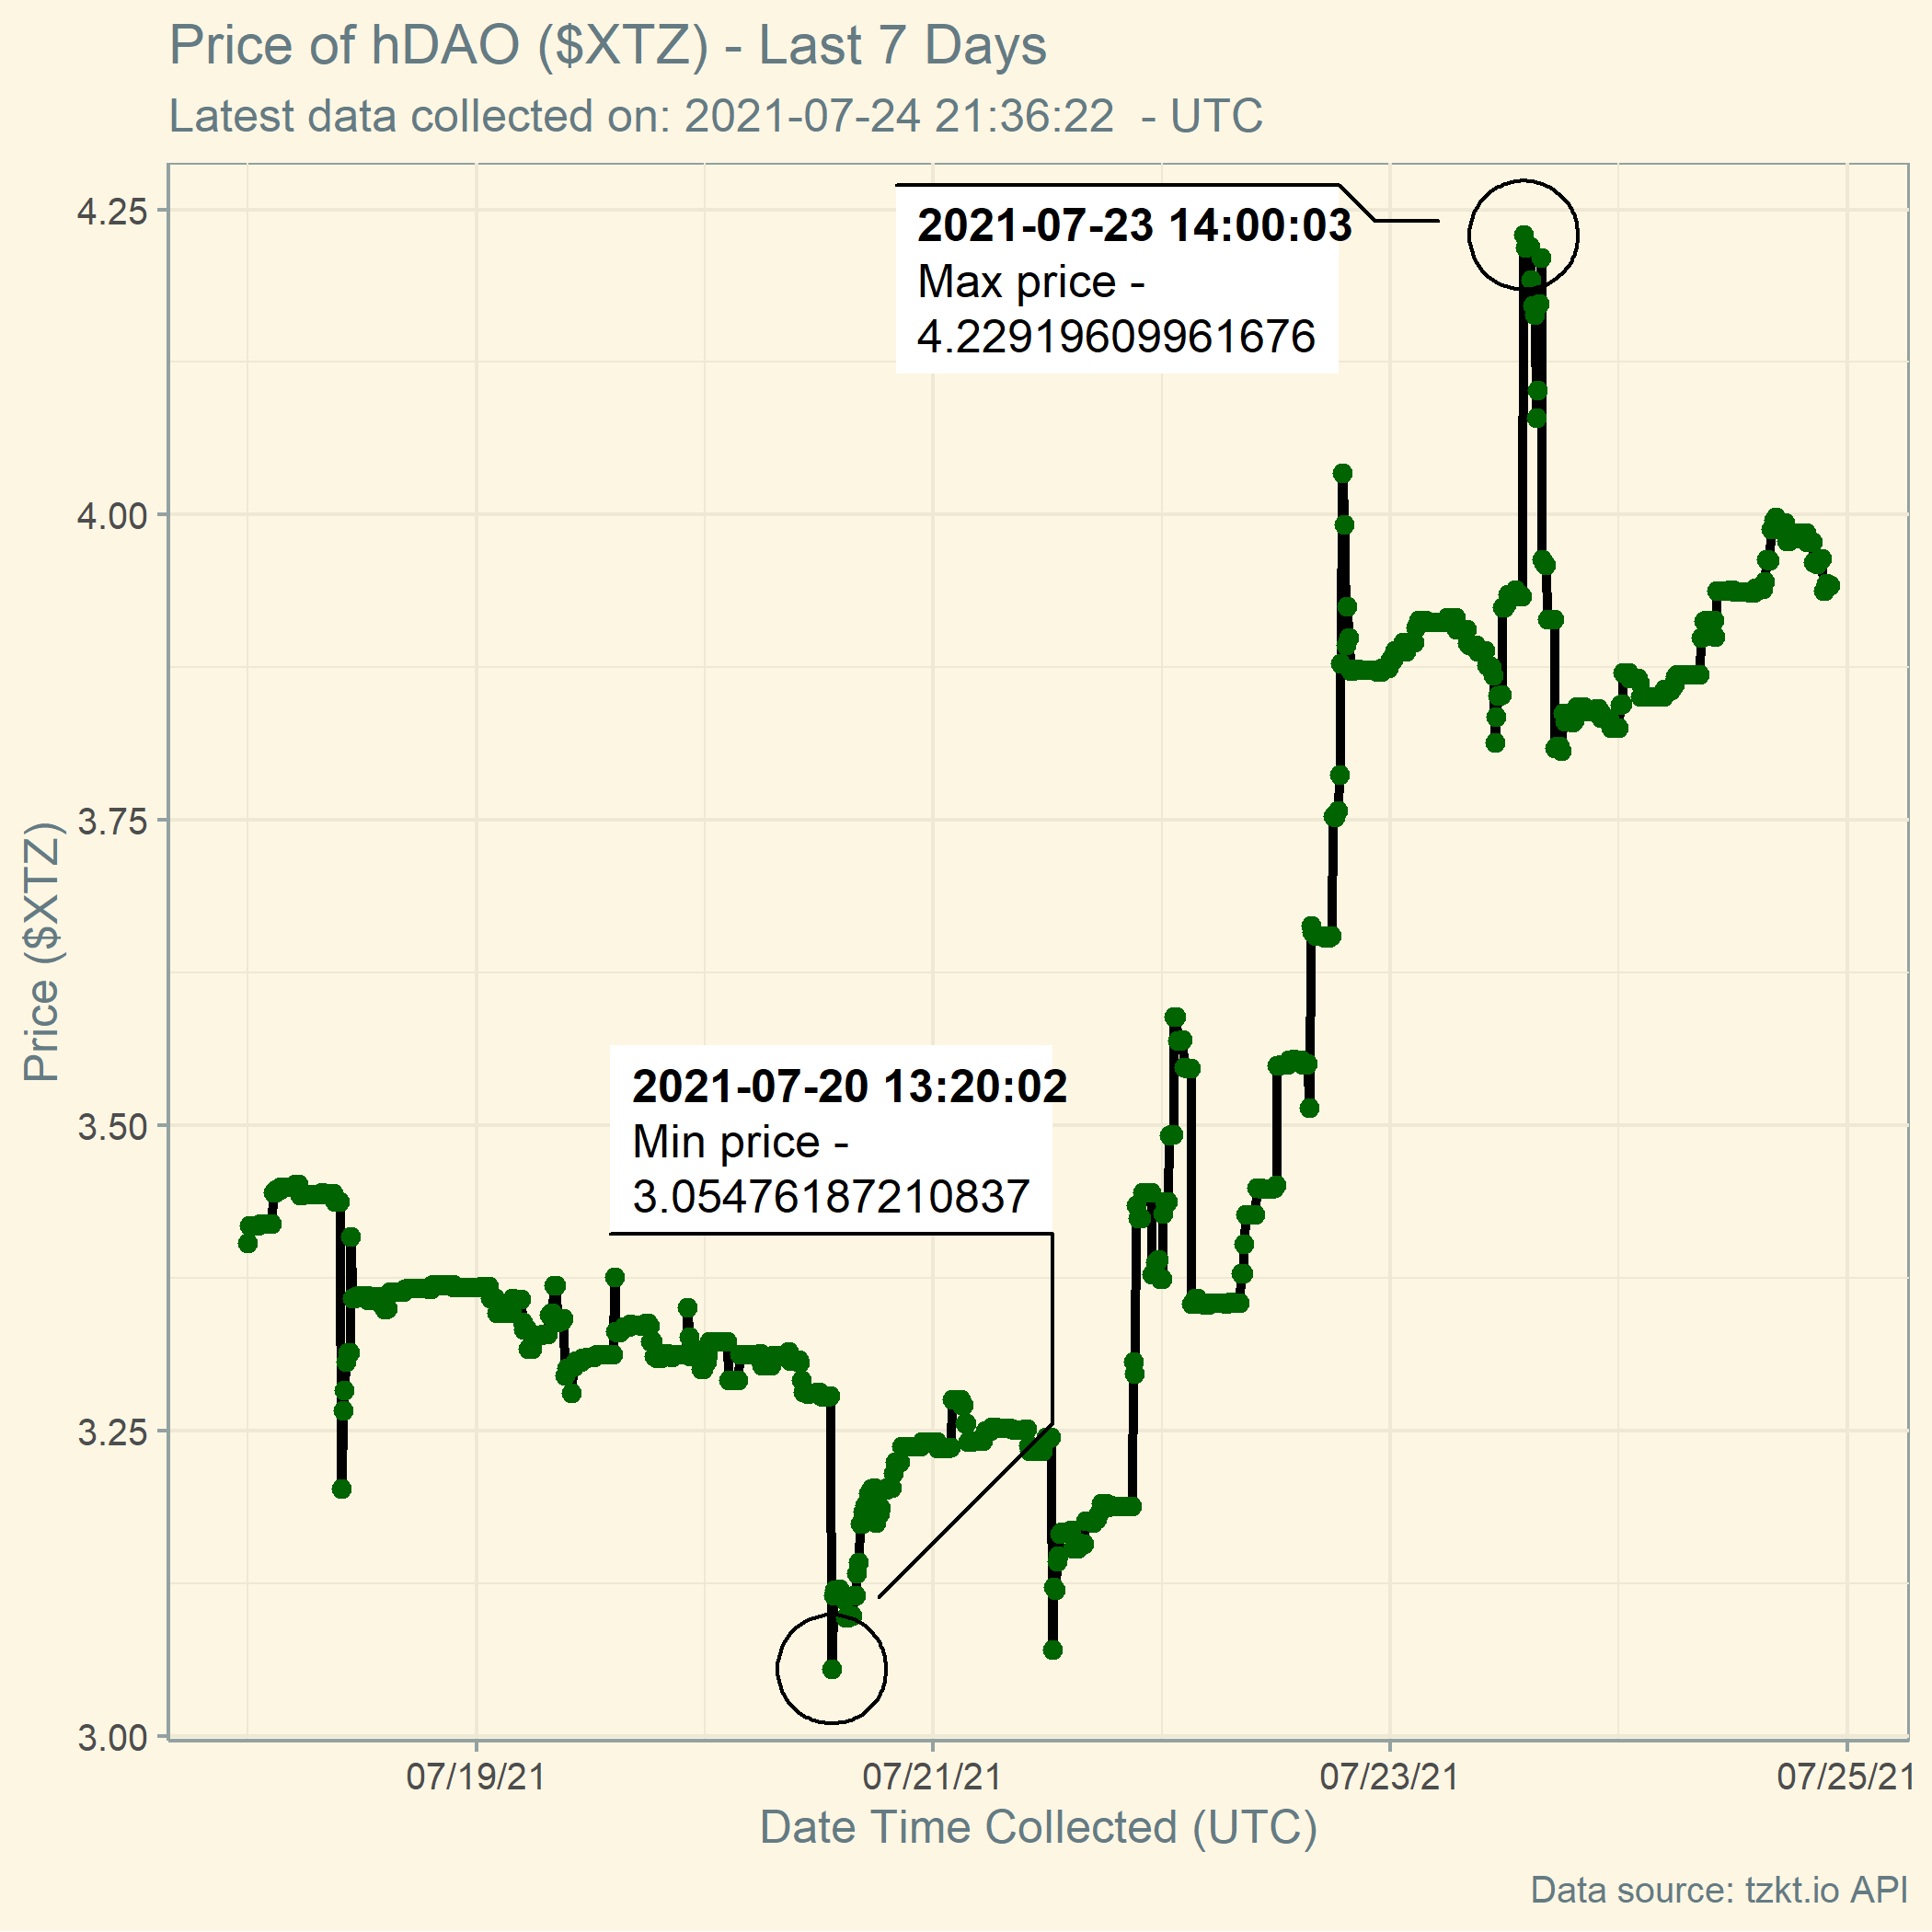 Price of hDAO ($XTZ) - Last 7 Days
Latest data collected on: 2021-07-24 21:36:22  - UTC
4.25
4.00
3.75
3.50
3.25
3.00
Price ($XTZ)
2021-07-23 14:00:03
Max price -
4.22919609961676
2021-07-20 13:20:02
Min price -
3.05476187210837
07/19/21
07/21/21
07/23/21
07/25/21
Date Time Collected (UTC)
Data source: tzkt.io API